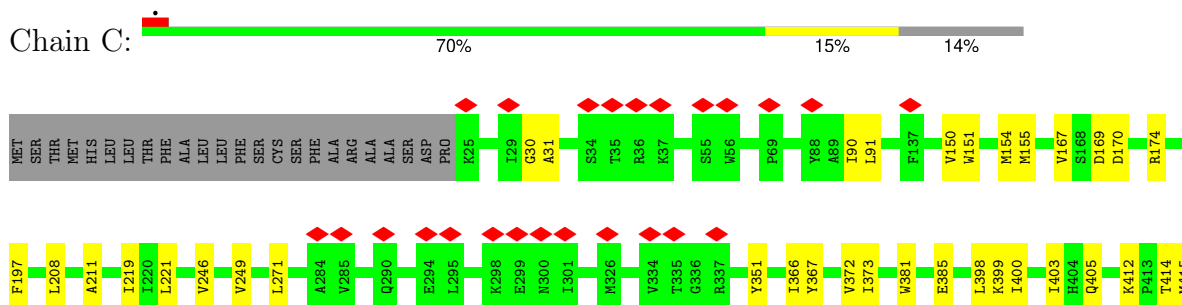 •
Chain C:
70% 15% 14%
MET SER THR MET HIS LEU LEU THR PHE ALA LEU LEU PHE SER CYS SER PHE ALA ARG ALA ALA SER ASP PRO K25 I29 G30 A31 S34 T35 R36 K37 S55 W56 P69 Y88 A89 I90 L91 F137 V150 W151 M154 M155 V167 S168 D169 D170 R174
F197 L208 A211 I219 I220 L221 V246 V249 L271 A284 V285 Q290 E294 L295 K298 E299 N300 I301 M326 V334 T335 G336 R337 Y351 I366 Y367 V372 I373 W381 E385 L398 K399 I400 I403 H404 Q405 K412 P413 T414